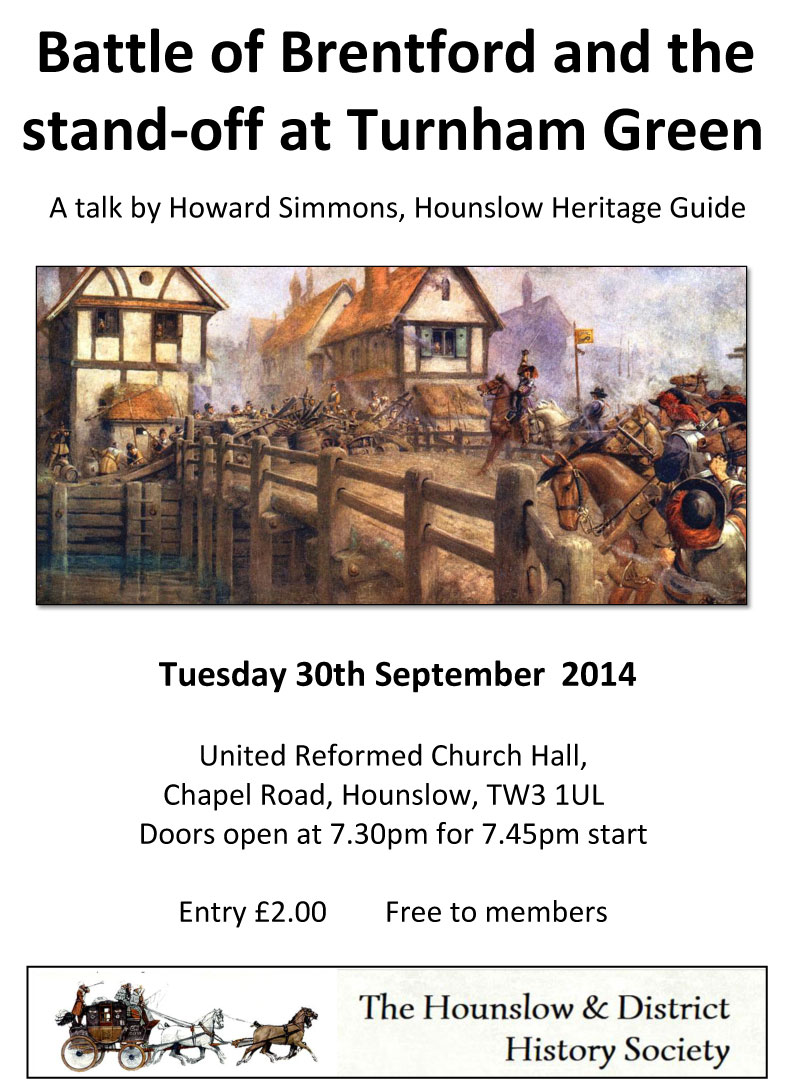 Battle of Brentford and the
stand-off at Turnham Green
A talk by Howard Simmons, Hounslow Heritage Guide
Tuesday 30th September 2014
United Reformed Church Hall,
Chapel Road, Hounslow, TW3 1UL
Doors open at 7.30pm for 7.45pm start
Entry £2.00 Free to members
The Hounslow & District
History Society